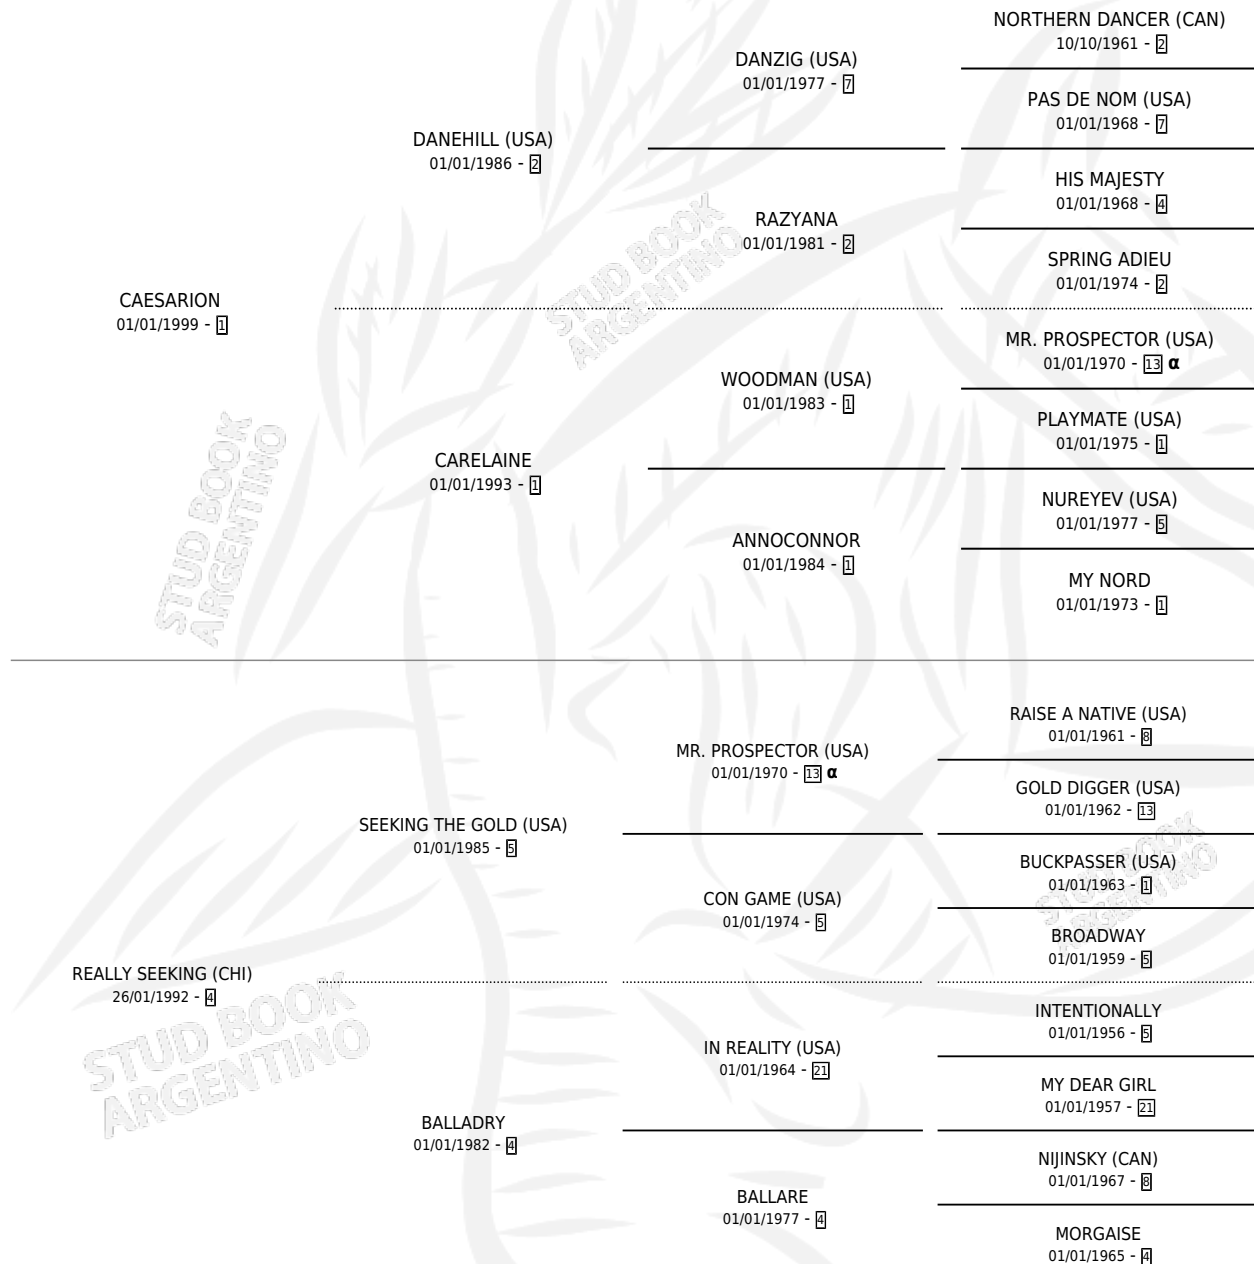 NORTHERN DANCER (CAN)
10/10/1961 - 2
DANZIG (USA)
01/01/1977 - 7
PAS DE NOM (USA)
01/01/1968 - 7
DANEHILL (USA)
01/01/1986 - 2
HIS MAJESTY
01/01/1968 - 4
RAZYANA
01/01/1981 - 2
SPRING ADIEU
01/01/1974 - 2
CAESARION
01/01/1999 - 1
MR. PROSPECTOR (USA)
01/01/1970 - 13 α
WOODMAN (USA)
01/01/1983 - 1
PLAYMATE (USA)
01/01/1975 - 1
CARELAINE
01/01/1993 - 1
NUREYEV (USA)
01/01/1977 - 5
ANNOCONNOR
01/01/1984 - 1
MY NORD
01/01/1973 - 1
RAISE A NATIVE (USA)
01/01/1961 - 8
MR. PROSPECTOR (USA)
01/01/1970 - 13 α
GOLD DIGGER (USA)
01/01/1962 - 13
SEEKING THE GOLD (USA)
01/01/1985 - 5
BUCKPASSER (USA)
01/01/1963 - 1
CON GAME (USA)
01/01/1974 - 5
BROADWAY
01/01/1959 - 5
REALLY SEEKING (CHI)
26/01/1992 - 4
INTENTIONALLY
01/01/1956 - 5
IN REALITY (USA)
01/01/1964 - 21
MY DEAR GIRL
01/01/1957 - 21
BALLADRY
01/01/1982 - 4
NIJINSKY (CAN)
01/01/1967 - 8
BALLARE
01/01/1977 - 4
MORGAISE
01/01/1965 - 4
STUD BOOK
ARGENTINO
STUD BOOK
ARGENTINO
STUD BOOK
ARGENTINO
STUD BOOK
ARGENTINO